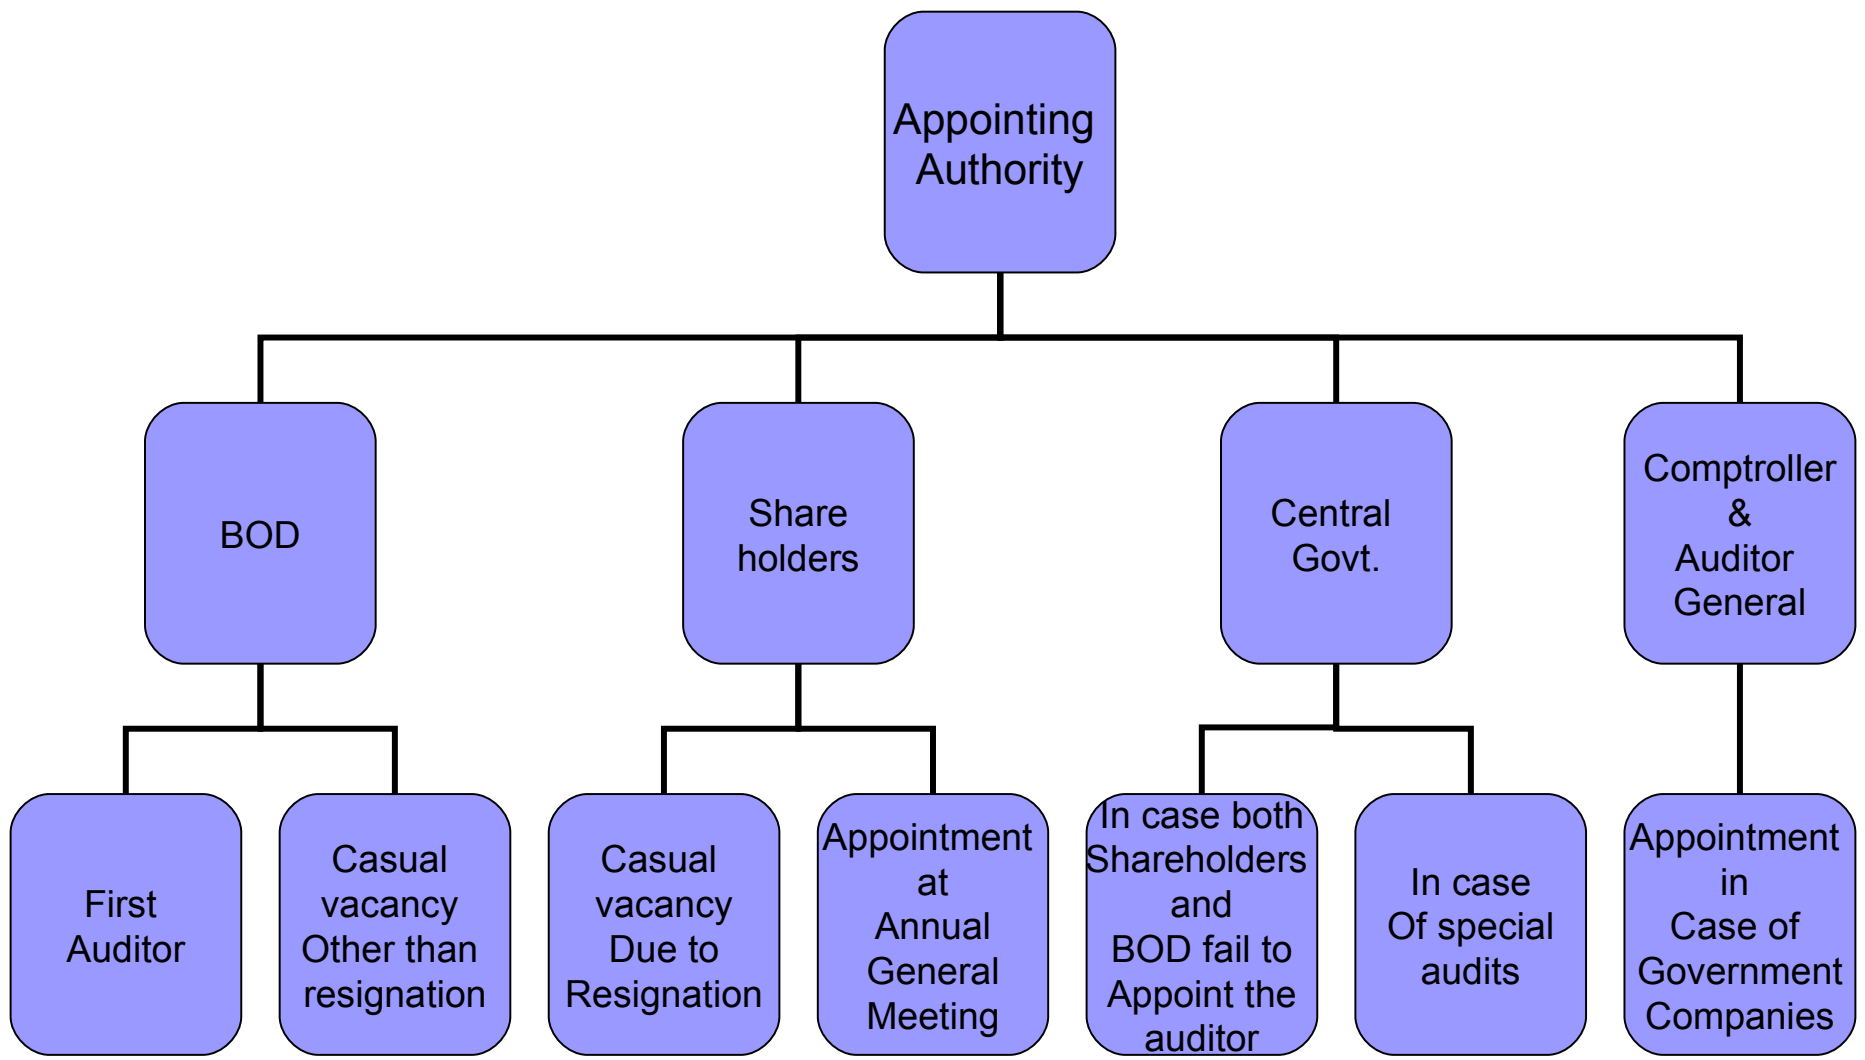 Appointing
Authority
BOD
Share
holders
Central
Govt.
Comptroller
&
Auditor
General
First
Auditor
Casual
vacancy
Other than
resignation
Casual
vacancy
Due to
Resignation
Appointment
at
Annual
General
Meeting
In case both
Shareholders
and
BOD fail to
Appoint the
auditor
In case
Of special
audits
Appointment
in
Case of
Government
Companies